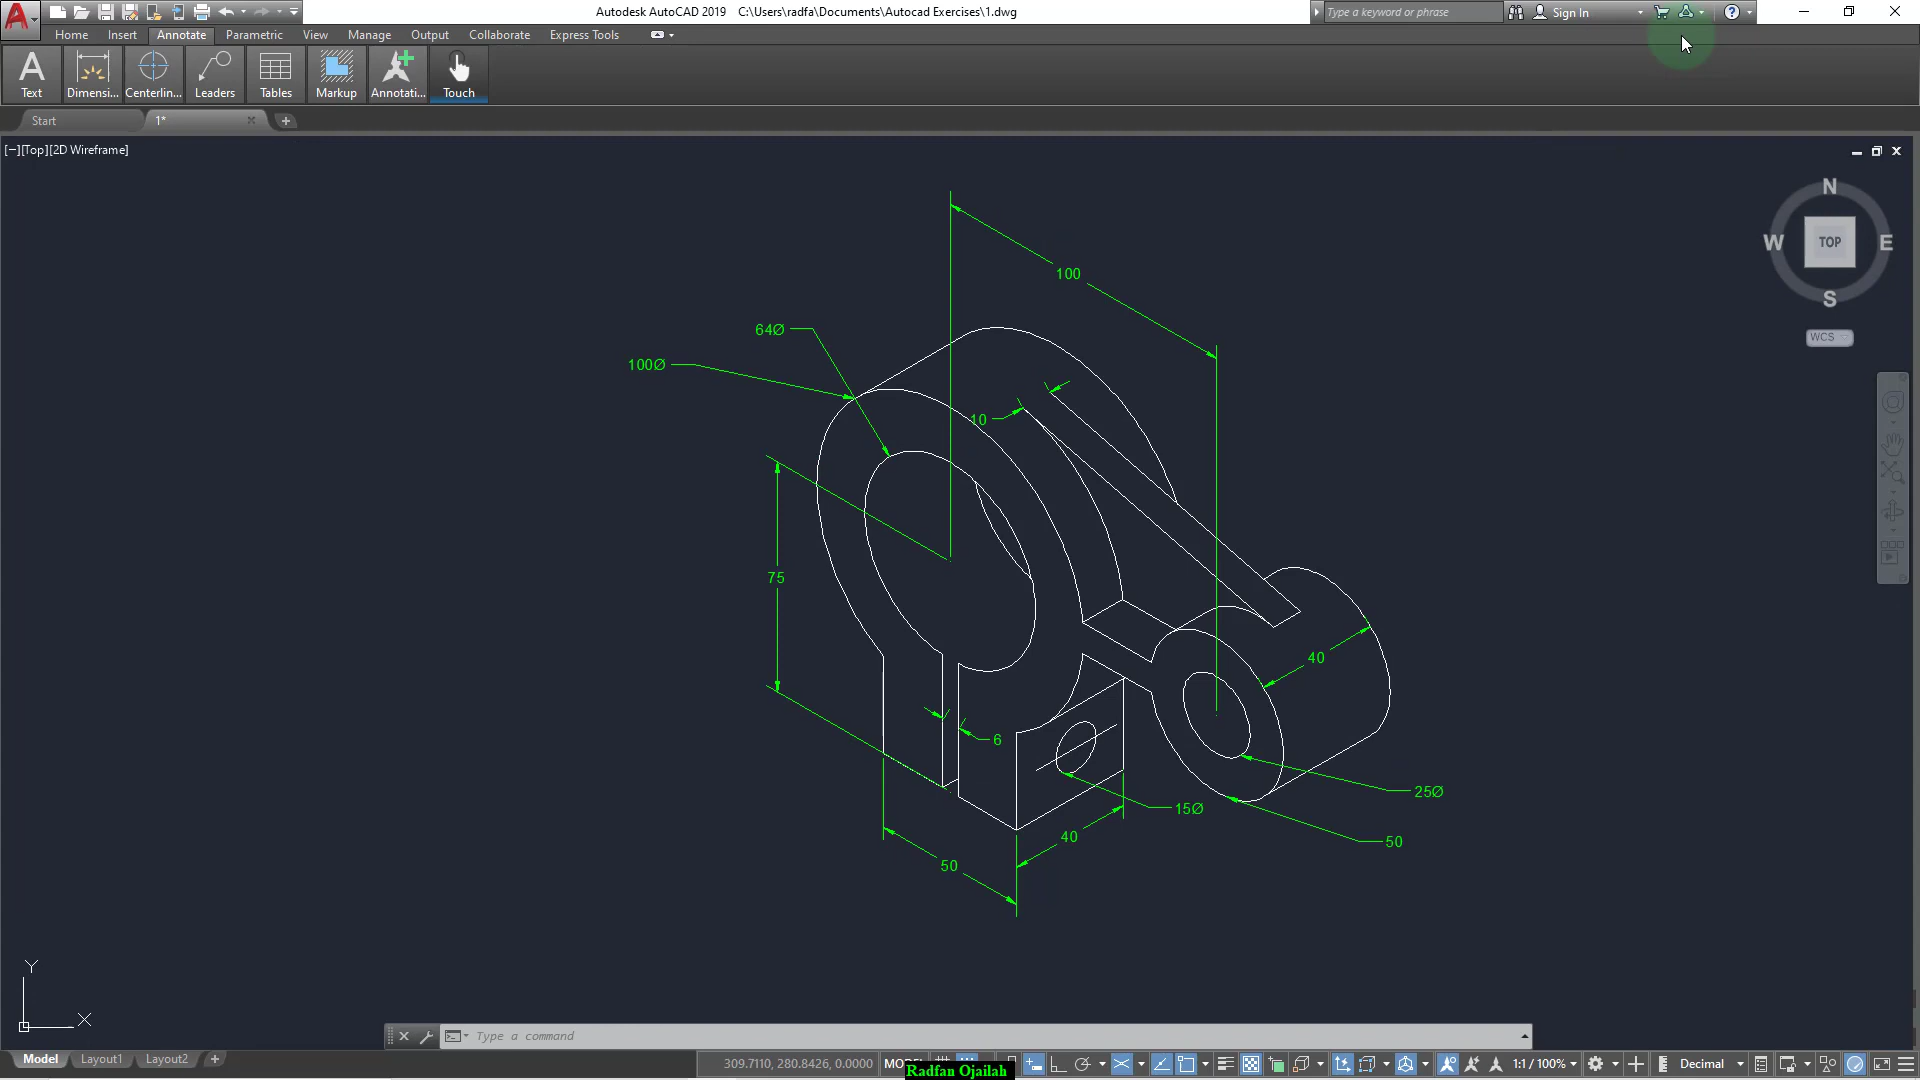 Autodesk AutoCAD 2019 C:\Users\radfa\Documents\Autocad Exercises\1.dwg
Type a keyword or phrase
Sign In
Home Insert Annotate Parametric View Manage Output Collaborate Express Tools
Text Dimensi... Centerlin... Leaders Tables Markup Annotati... Touch
Start 1*
[−][Top][2D Wireframe]
N
W TOP E
S
WCS
100
64Ø
100Ø
10
75
40
6
25Ø
15Ø
40
50
50
Y
X
Type a command
Model Layout1 Layout2
309.7110, 280.8426, 0.0000
1:1 / 100%
Decimal
Radfan Ojailah